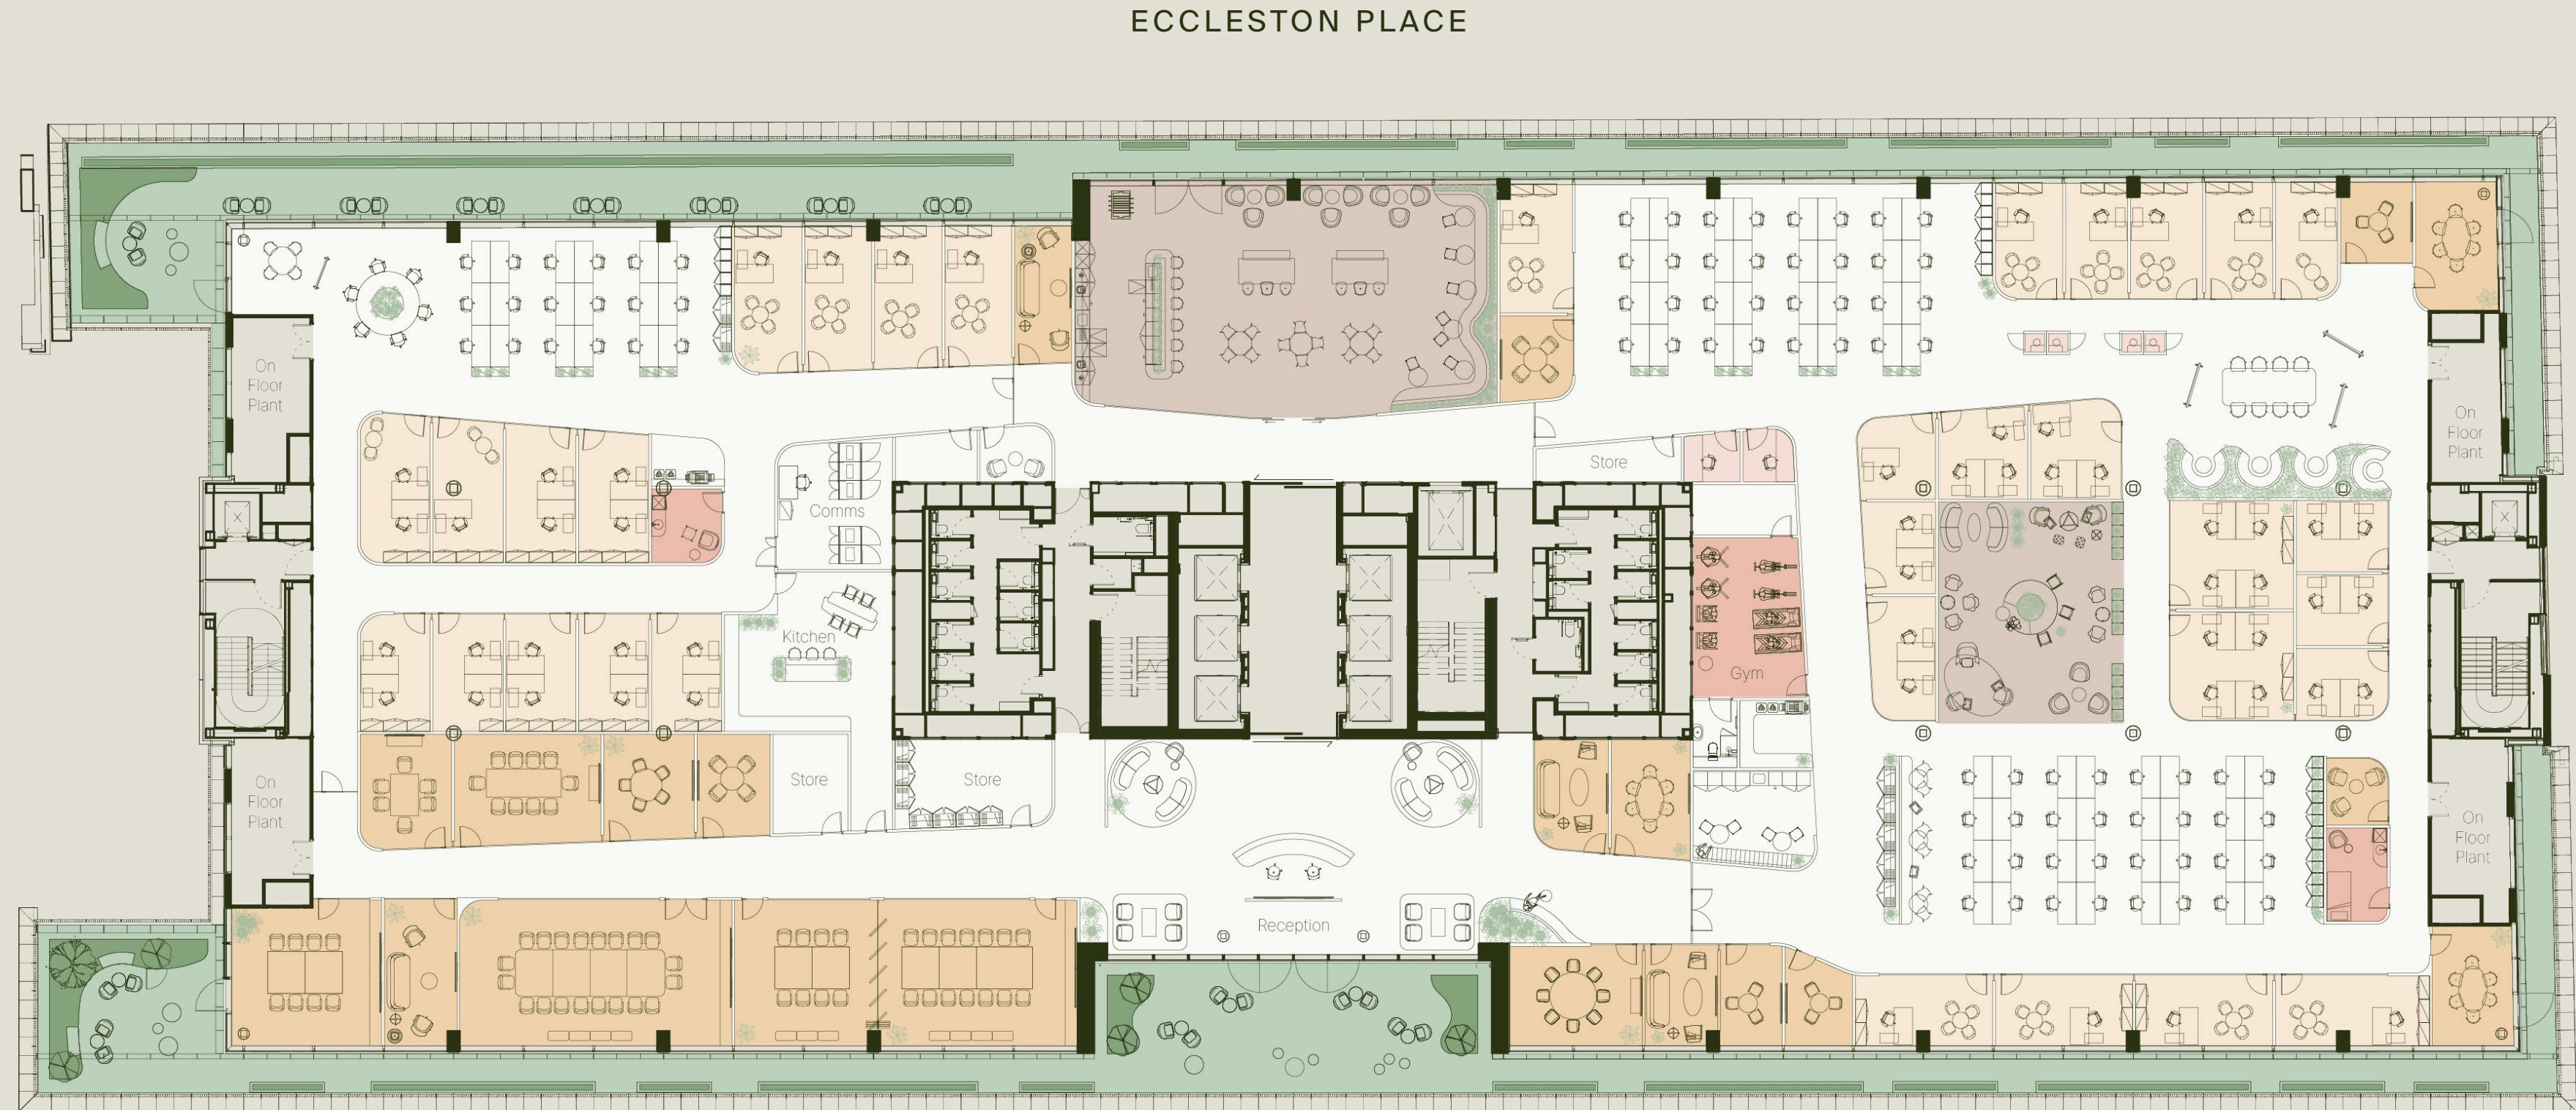 ECCLESTON PLACE
On
Floor
Plant
On
Floor
Plant
Store
Comms
Kitchen
Gym
On
Floor
Plant
Store
Store
On
Floor
Plant
Reception